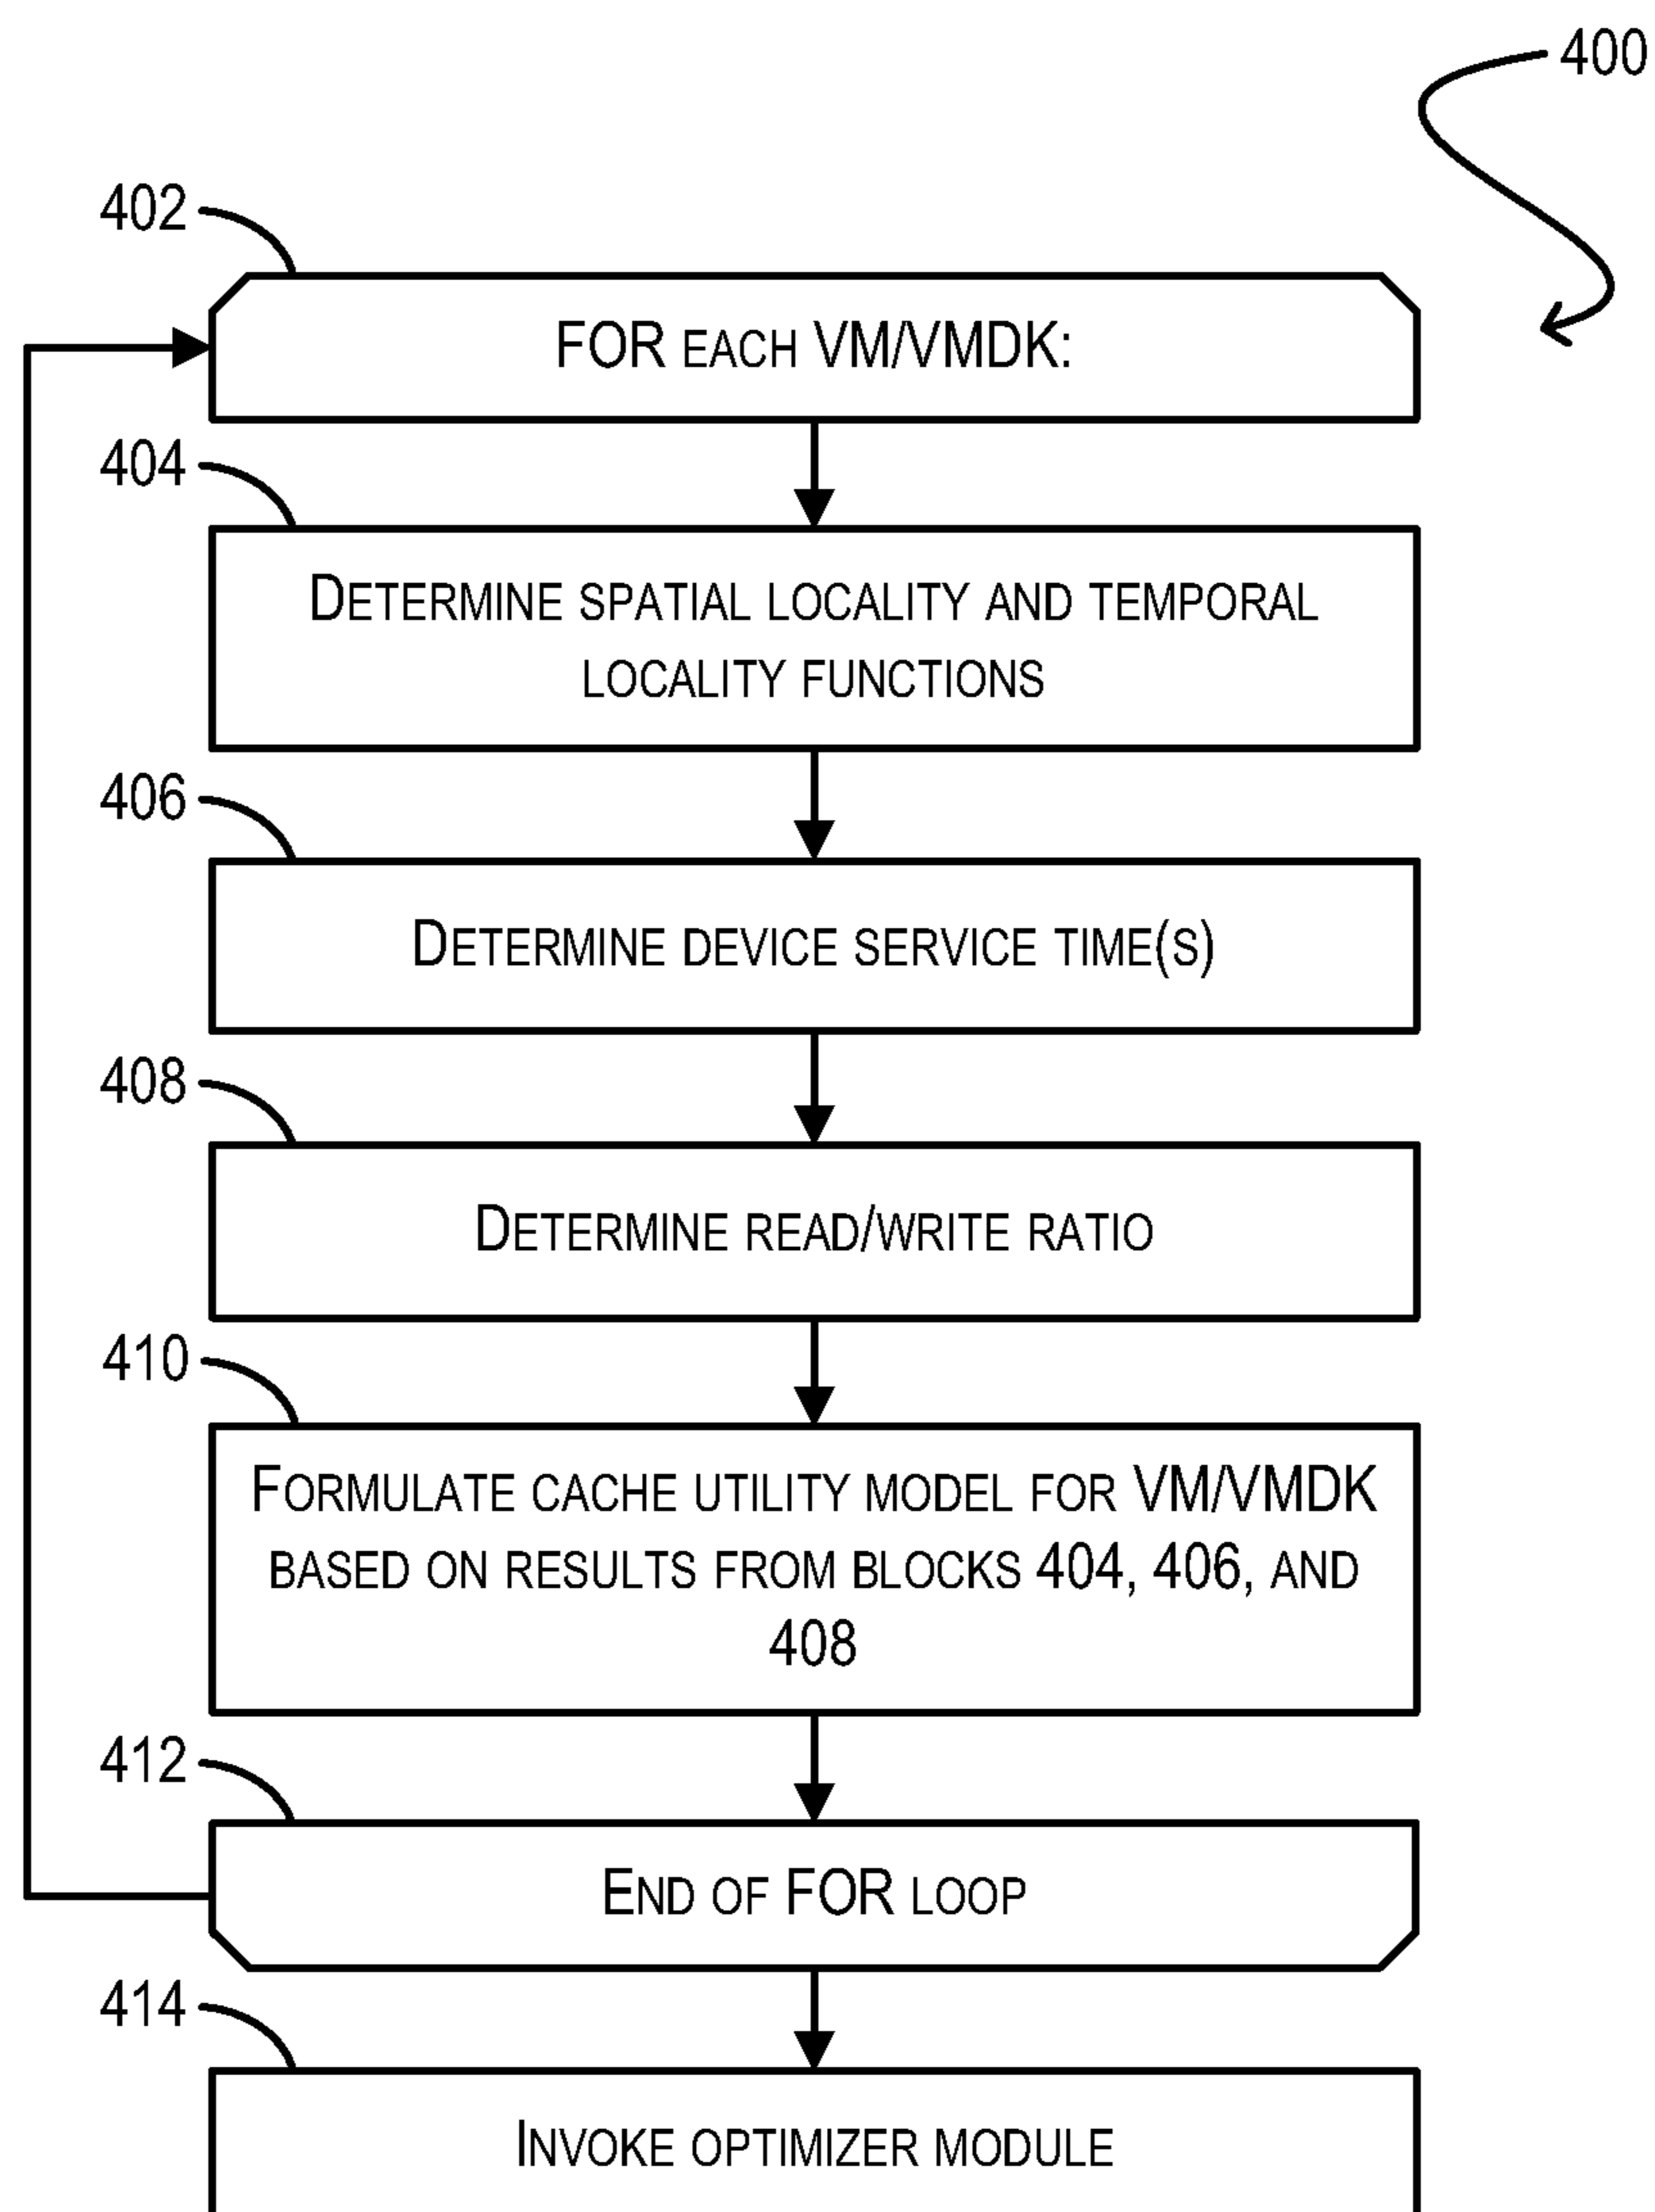 400
402
FOR EACH VM/VMDK:
404
DETERMINE SPATIAL LOCALITY AND TEMPORAL
LOCALITY FUNCTIONS
406
DETERMINE DEVICE SERVICE TIME(S)
408
DETERMINE READ/WRITE RATIO
410
FORMULATE CACHE UTILITY MODEL FOR VM/VMDK
BASED ON RESULTS FROM BLOCKS 404, 406, AND
408
412
END OF FOR LOOP
414
INVOKE OPTIMIZER MODULE